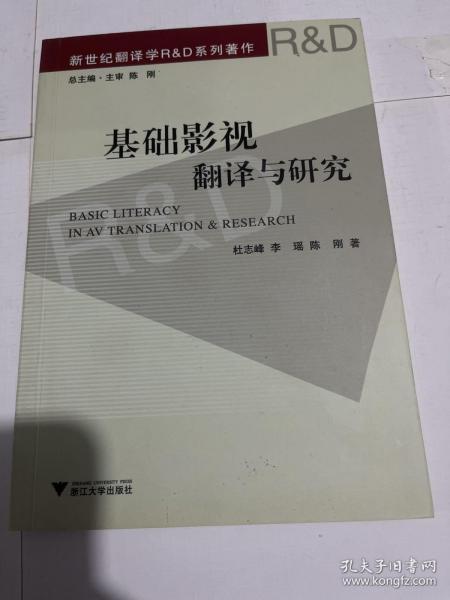 新世纪翻译学R&D系列著作
R&D
总主编·主审 陈 刚
基础影视
翻译与研究
BASIC LITERACY
IN AV TRANSLATION & RESEARCH
R&D
杜志峰 李 瑶 陈 刚 著
ZHEJIANG UNIVERSITY PRESS
浙江大学出版社
孔夫子旧书网
www.kongfz.com